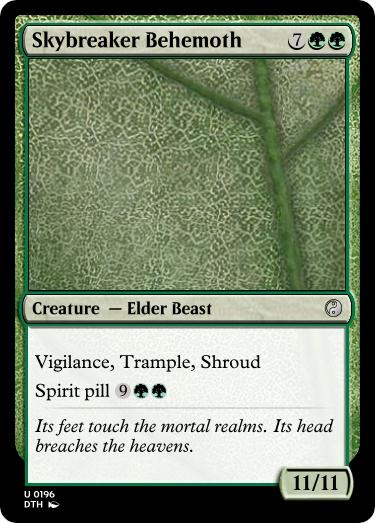 Skybreaker Behemoth 7
Creature — Elder Beast
Vigilance, Trample, Shroud
Spirit pill 9
Its feet touch the mortal realms. Its head
breaches the heavens.
11/11
U 0196
DTH